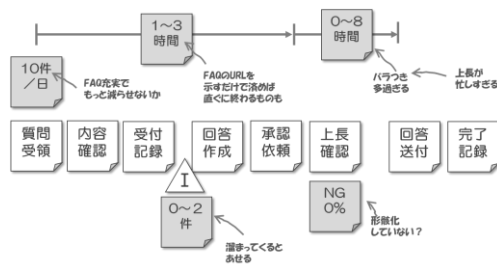 1～3
時間
0～8
時間
10件
／日
FAQ充実で
もっと減らせないか
FAQのURLを
示すだけで済めば
直ぐに終わるものも
バラつき
多過ぎる
上長が
忙しすぎる
質問
受領
内容
確認
受付
記録
回答
作成
承認
依頼
上長
確認
回答
送付
完了
記録
I
0～2
件
溜まってくると
あせる
NG
0%
形骸化
していない？